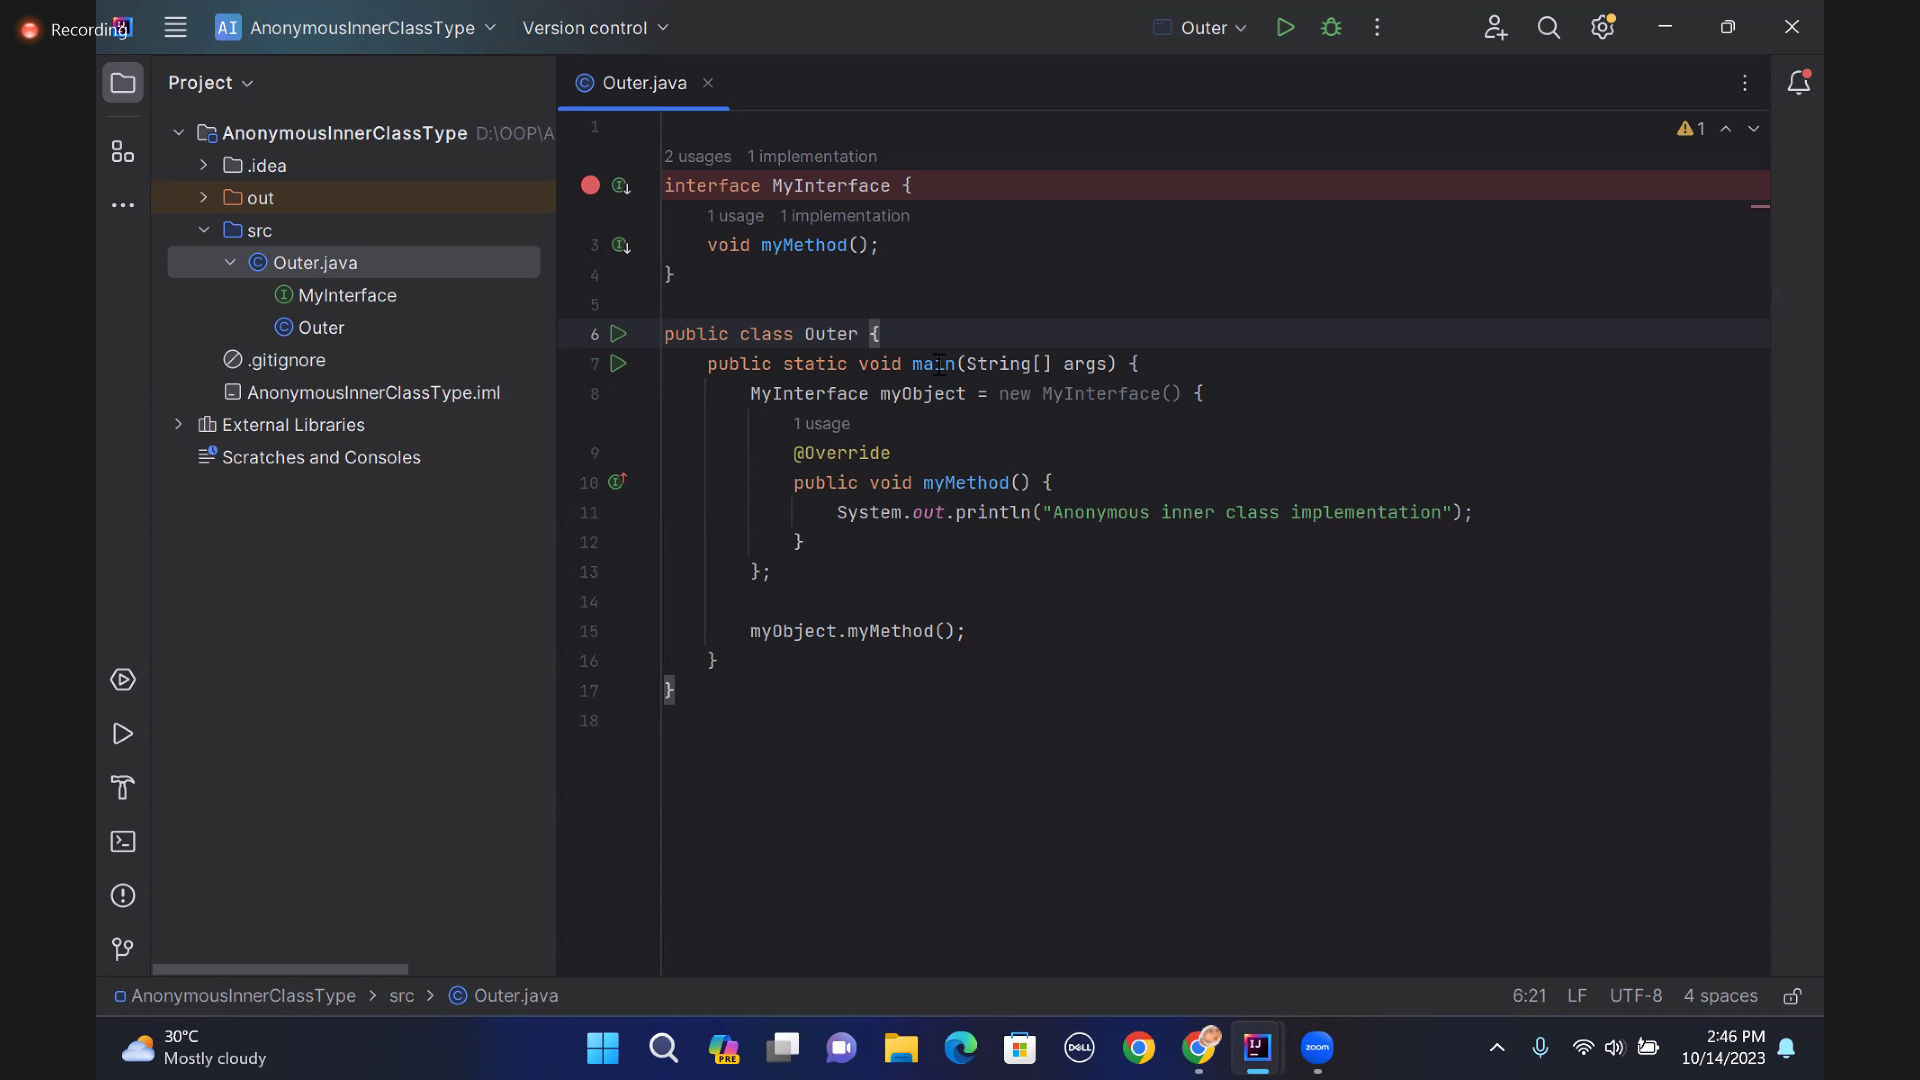 Recording
AI AnonymousInnerClassType Version control Outer
Project
Outer.java
AnonymousInnerClassType D:\OOP\A
.idea
out
src
Outer.java
MyInterface
Outer
.gitignore
AnonymousInnerClassType.iml
External Libraries
Scratches and Consoles
1
1
2 usages 1 implementation
interface MyInterface {
1 usage 1 implementation
3 void myMethod();
4 }
5
6 public class Outer {
7 public static void main(String[] args) {
8 MyInterface myObject = new MyInterface() {
1 usage
9 @Override
10 public void myMethod() {
11 System.out.println("Anonymous inner class implementation");
12 }
13 };
14
15 myObject.myMethod();
16 }
17 }
18
AnonymousInnerClassType > src > Outer.java
6:21 LF UTF-8 4 spaces
30°C
Mostly cloudy
PRE
DELL
IJ
zoom
2:46 PM
10/14/2023